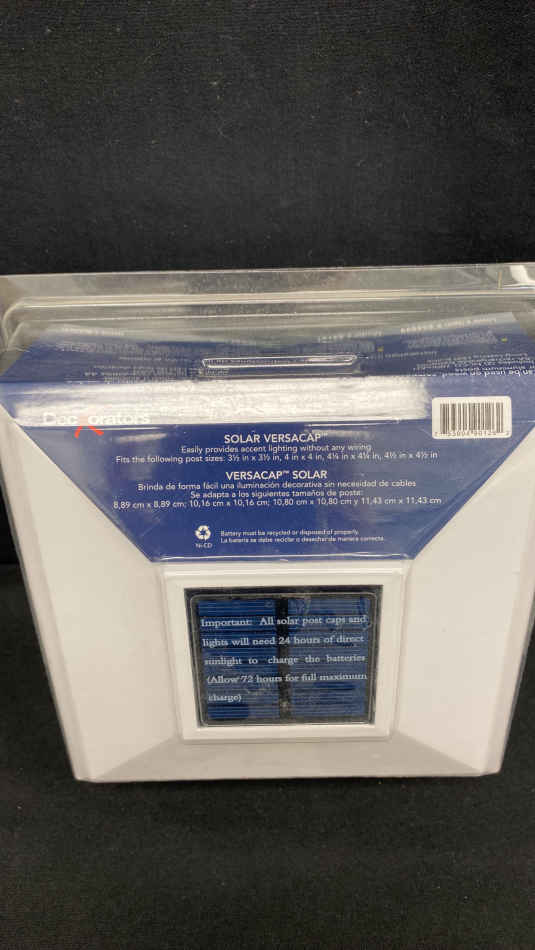 Deckorators
SOLAR VERSACAP™
Easily provides accent lighting without any wiring
Fits the following post sizes: 3½ in x 3½ in, 4 in x 4 in, 4¼ in x 4¼ in, 4½ in x 4½ in
VERSACAP™ SOLAR
Brinda de forma fácil una iluminación decorativa sin necesidad de cables
Se adapta a los siguientes tamaños de poste:
8,89 cm x 8,89 cm; 10,16 cm x 10,16 cm; 10,80 cm x 10,80 cm y 11,43 cm x 11,43 cm
Battery must be recycled or disposed of properly.
La batería se debe reciclar o desechar de manera correcta.
Ni-CD
Important: All solar post caps and
lights will need 24 hours of direct
sunlight to charge the batteries
(Allow 72 hours for full maximum
charge)